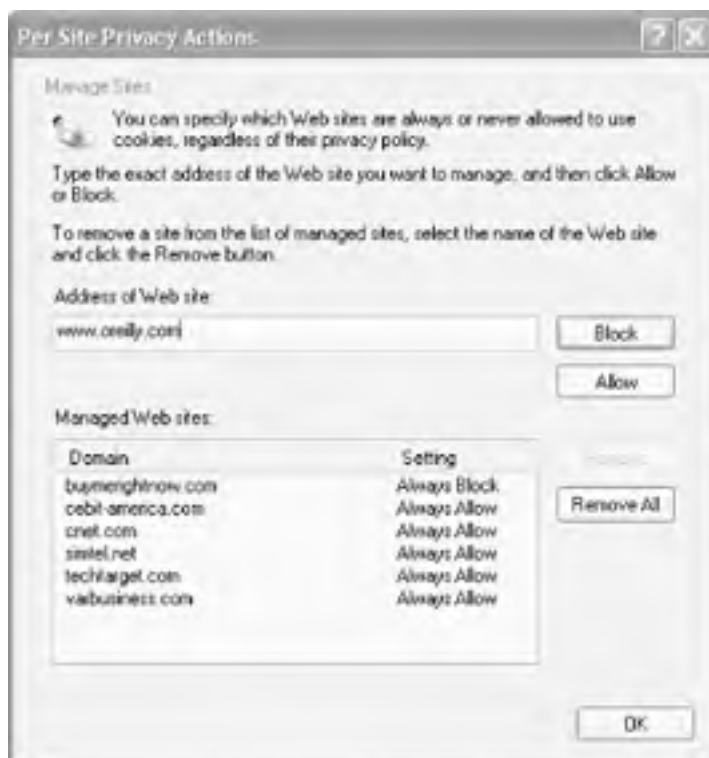 Per Site Privacy Actions
Manage Sites
You can specify which Web sites are always or never allowed to use
cookies, regardless of their privacy policy.
Type the exact address of the Web site you want to manage, and then click Allow
or Block.
To remove a site from the list of managed sites, select the name of the Web site
and click the Remove button.
Address of Web site:
www.oreilly.com
Block
Allow
Managed Web sites:
Domain Setting
buymerightnow.com Always Block
cebit-america.com Always Allow
cnet.com Always Allow
simtel.net Always Allow
techtarget.com Always Allow
varbusiness.com Always Allow
Remove All
OK